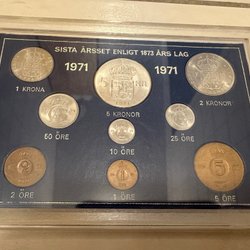 SISTA ÅRSSET ENLIGT 1873 ÅRS LAG
1971 1971
1 KRONA 5 KRONOR 2 KRONOR
50 ÖRE 25 ÖRE
10 ÖRE
2 ÖRE 1 ÖRE 5 ÖRE